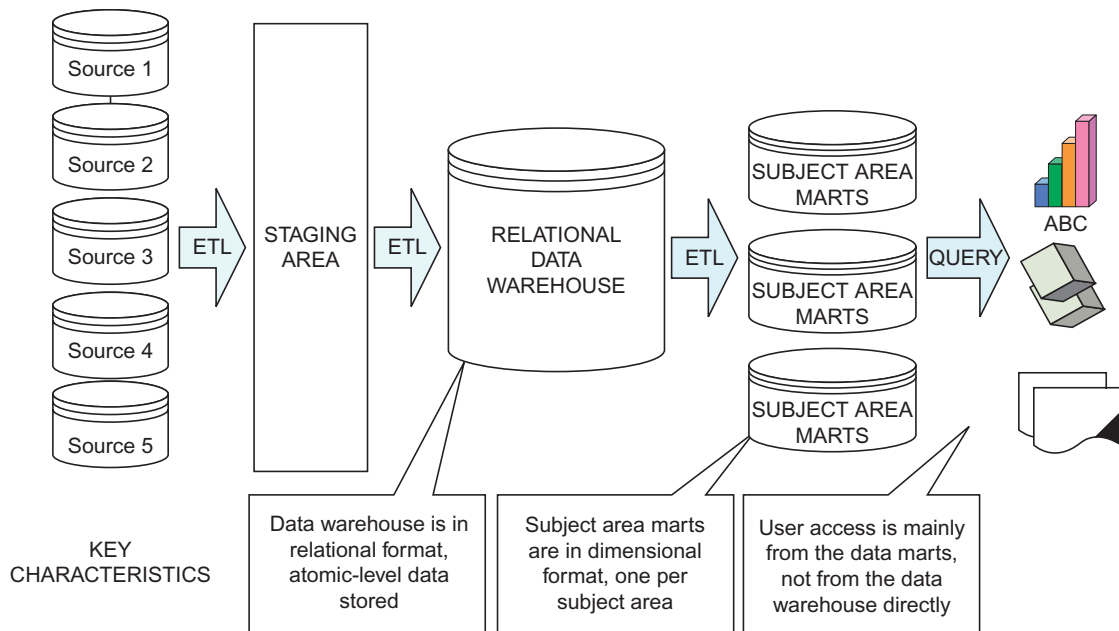 Source 1
Source 2
Source 3
Source 4
Source 5
ETL
STAGING
AREA
ETL
RELATIONAL
DATA
WAREHOUSE
ETL
SUBJECT AREA
MARTS
SUBJECT AREA
MARTS
SUBJECT AREA
MARTS
QUERY
ABC
KEY
CHARACTERISTICS
Data warehouse is in
relational format,
atomic-level data
stored
Subject area marts
are in dimensional
format, one per
subject area
User access is mainly
from the data marts,
not from the data
warehouse directly